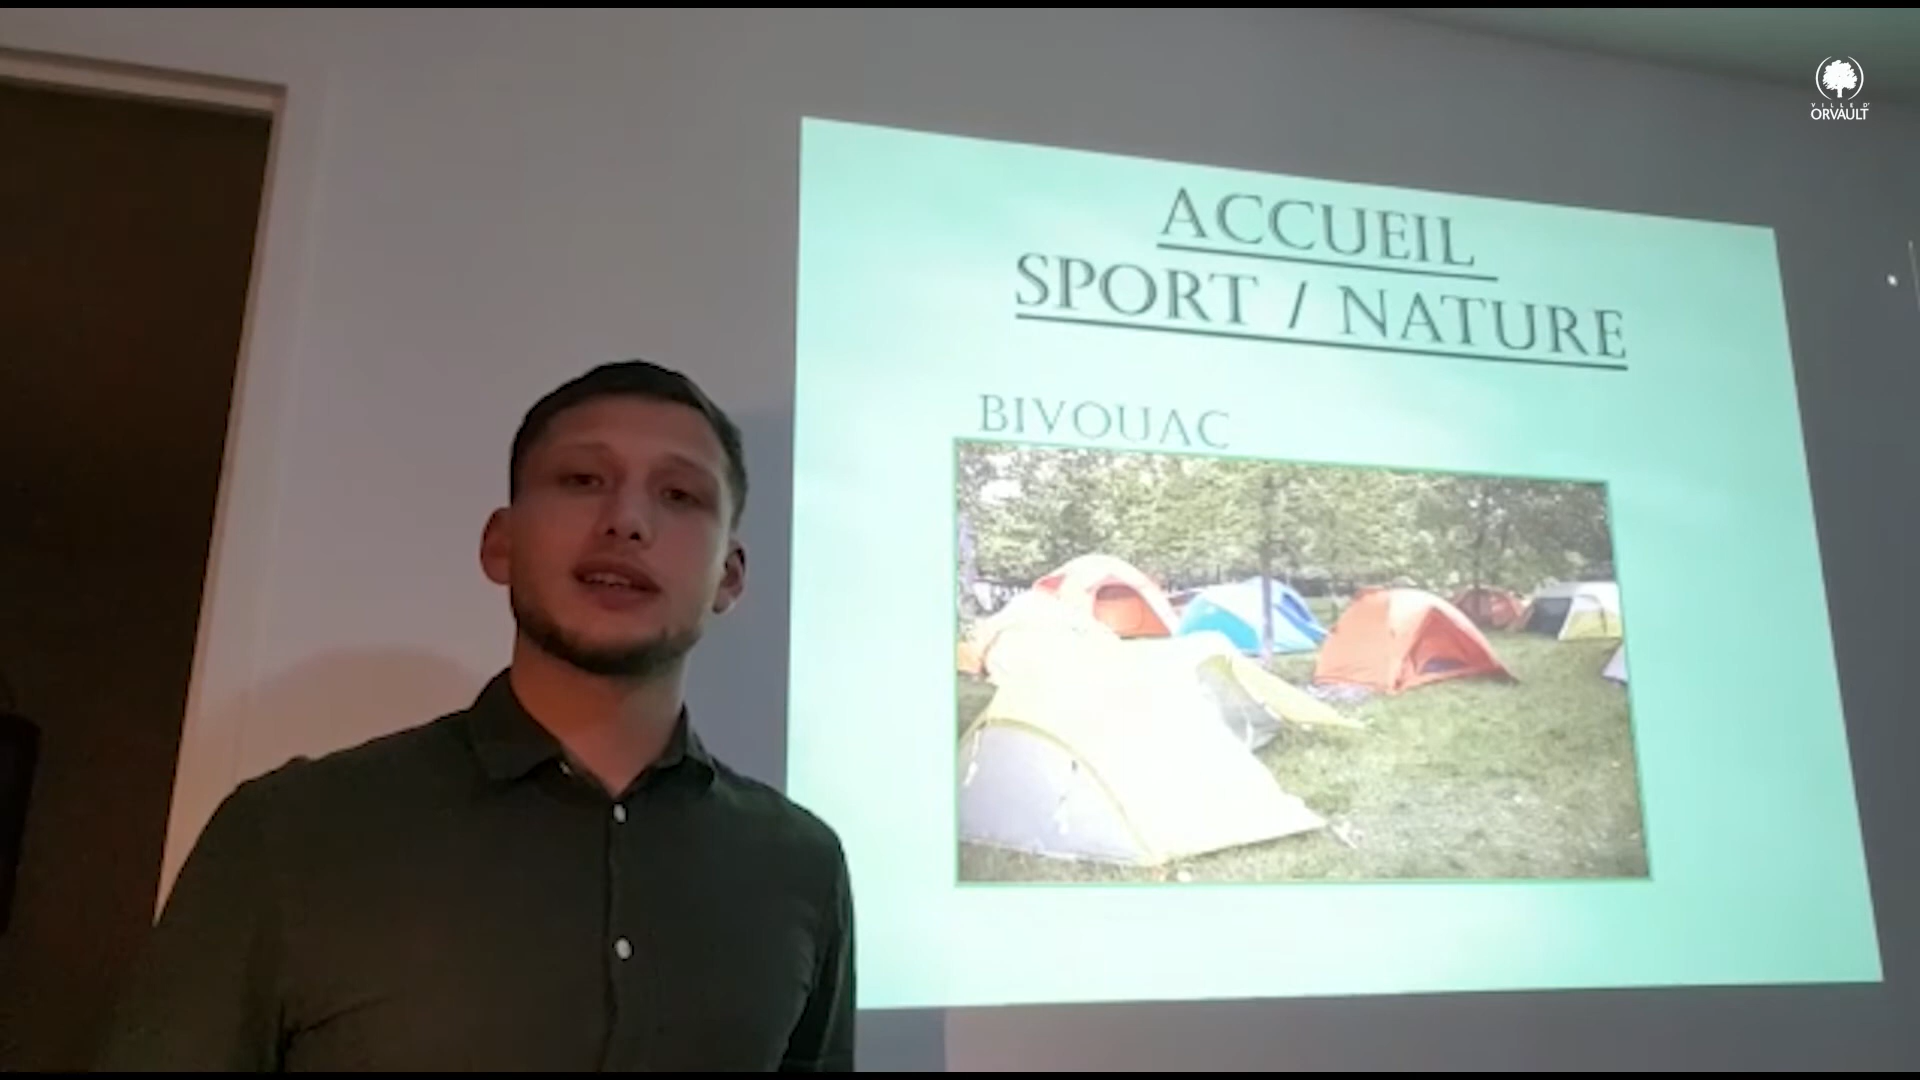 VILLE D'
ORVAULT
ACCUEIL
SPORT / NATURE
BIVOUAC